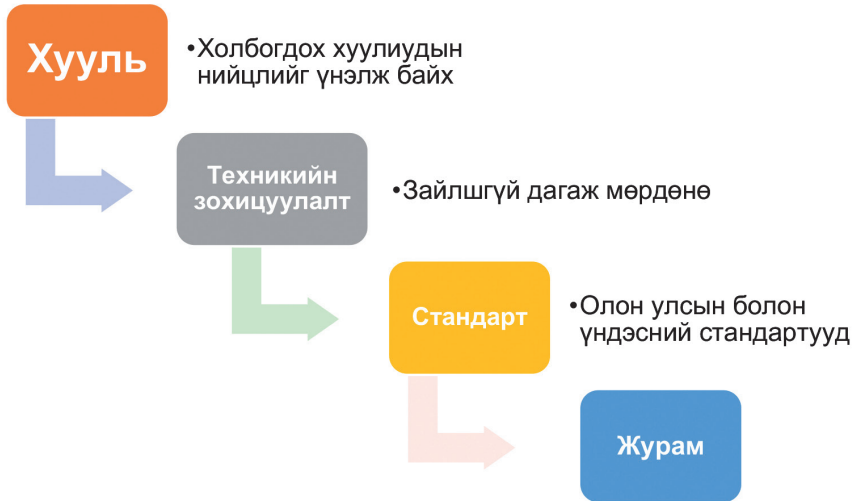 Хууль
•Холбогдох хуулиудын
нийцлийг үнэлж байх
Техникийн
зохицуулалт
•Зайлшгүй дагаж мөрдөнө
Стандарт
•Олон улсын болон
үндэсний стандартууд
Журам